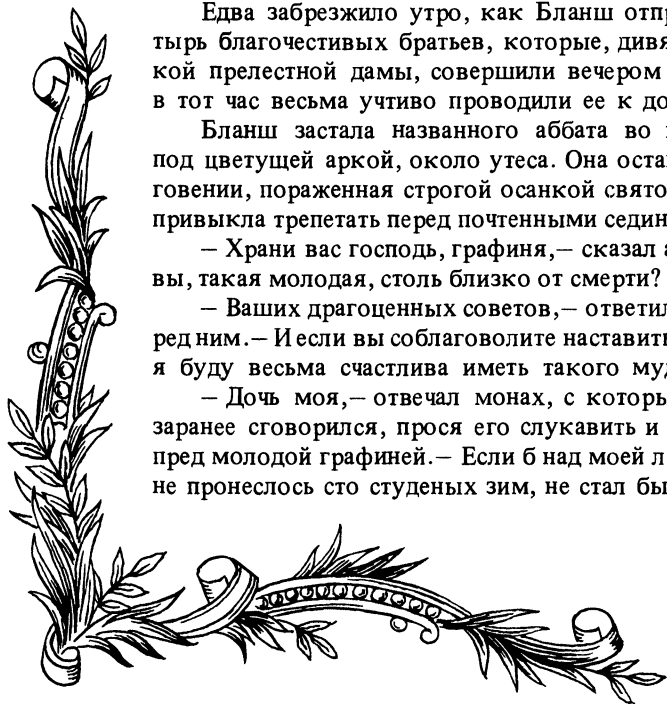 Едва забрезжило утро, как Бланш отпр
тырь благочестивых братьев, которые, дивя
кой прелестной дамы, совершили вечером
в тот час весьма учтиво проводили ее к до
Бланш застала названного аббата во
под цветущей аркой, около утеса. Она оста
говении, пораженная строгой осанкой свято
привыкла трепетать перед почтенными седин
— Храни вас господь, графиня,— сказал а
вы, такая молодая, столь близко от смерти?
— Ваших драгоценных советов,— ответил
ред ним.— И если вы соблаговолите наставит
я буду весьма счастлива иметь такого муд
— Дочь моя,— отвечал монах, с которы
заранее сговорился, прося его слукавить и
пред молодой графиней.— Если б над моей л
не пронеслось сто студеных зим, не стал бы